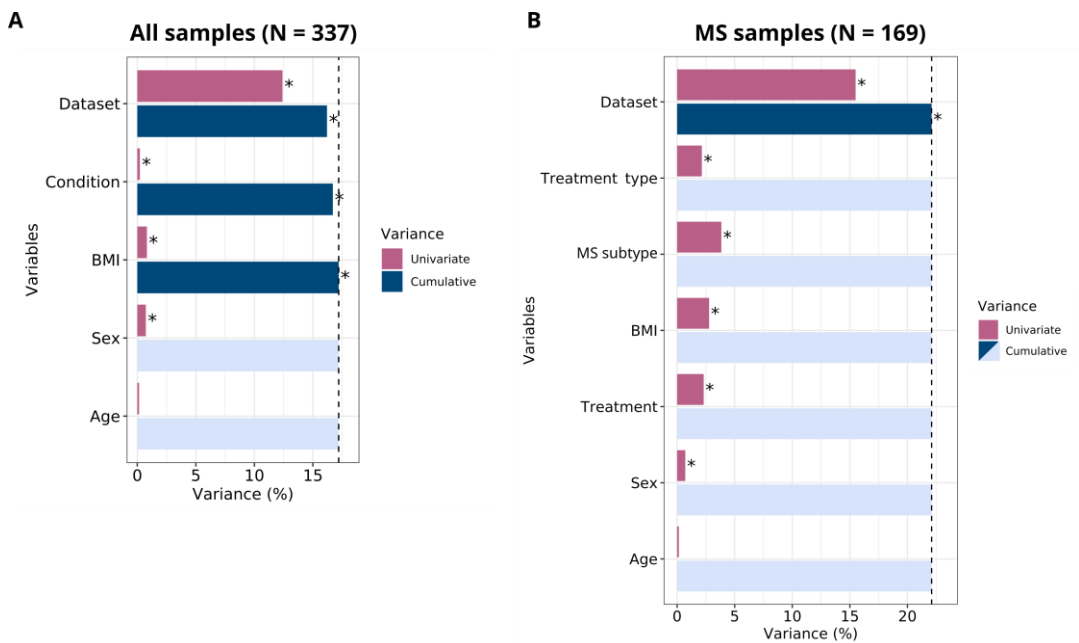 A
All samples (N = 337)
Dataset
*
*
Condition
*
*
BMI
*
*
Sex
*
Age
Variables
0 5 10 15
Variance (%)
Variance
Univariate
Cumulative
B
MS samples (N = 169)
Dataset
*
*
Treatment type
*
MS subtype
*
BMI
*
Treatment
*
Sex
*
Age
Variables
0 5 10 15 20
Variance (%)
Variance
Univariate
Cumulative